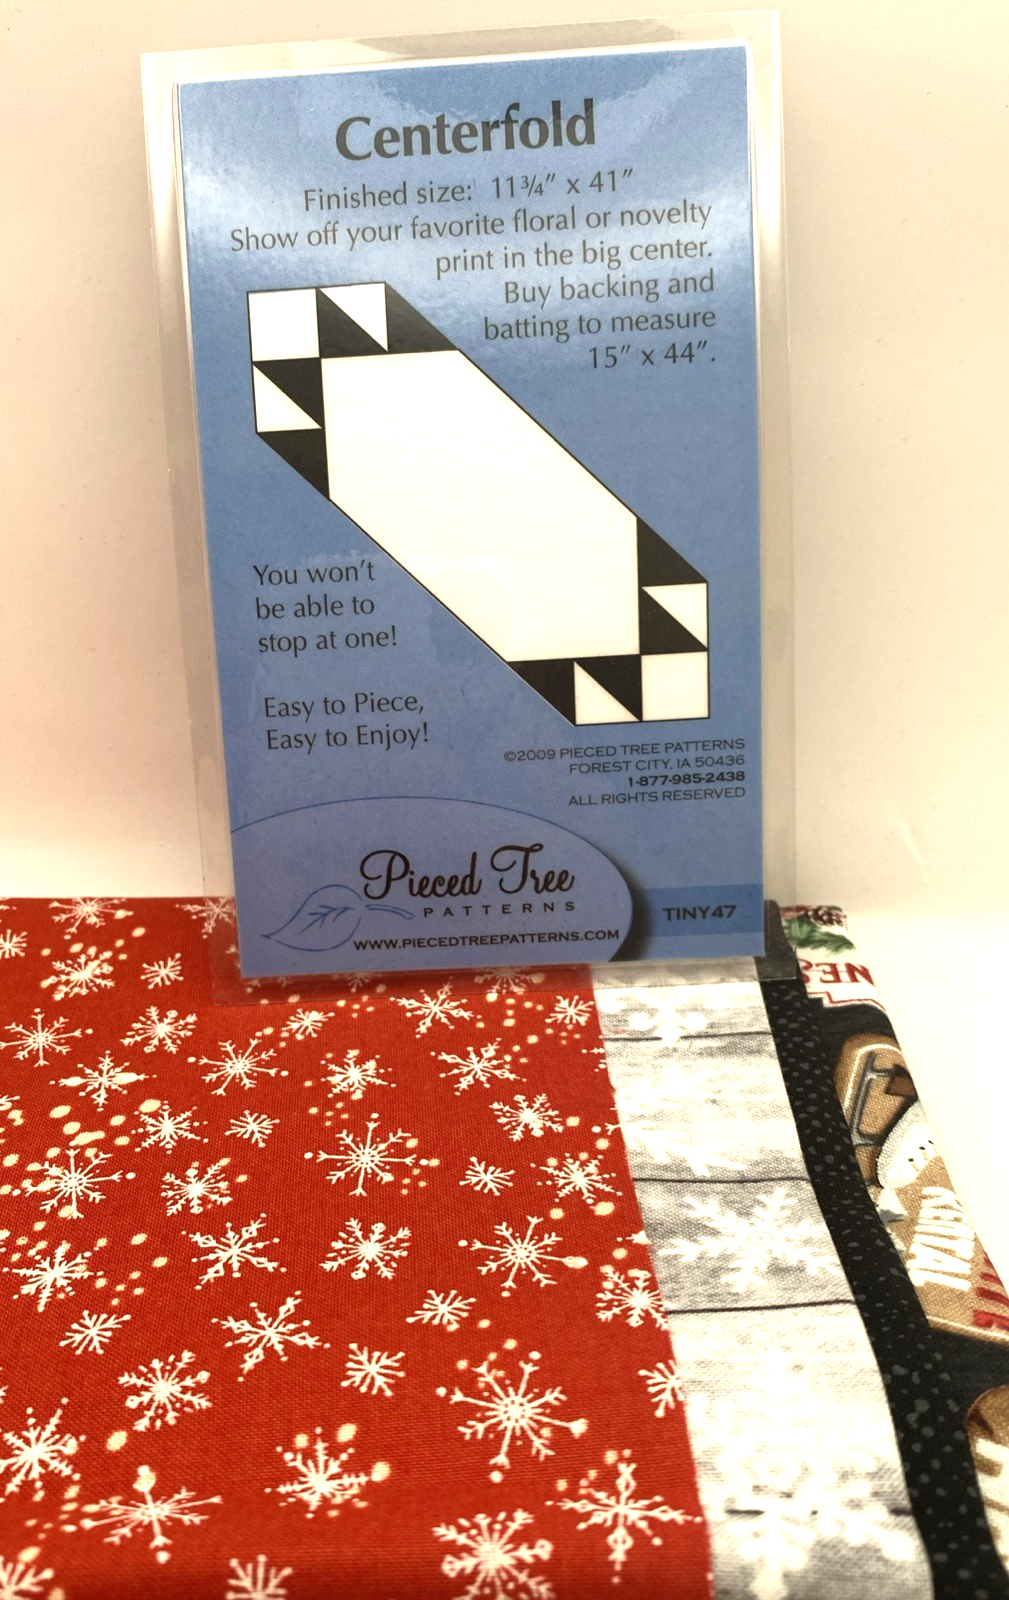 Centerfold
Finished size: 11¾" x 41"
Show off your favorite floral or novelty
print in the big center.
Buy backing and
batting to measure
15" x 44".
You won't
be able to
stop at one!
Easy to Piece,
Easy to Enjoy!
©2009 PIECED TREE PATTERNS
FOREST CITY, IA 50436
1-877-985-2438
ALL RIGHTS RESERVED
Pieced Tree
PATTERNS
WWW.PIECEDTREEPATTERNS.COM
TINY47